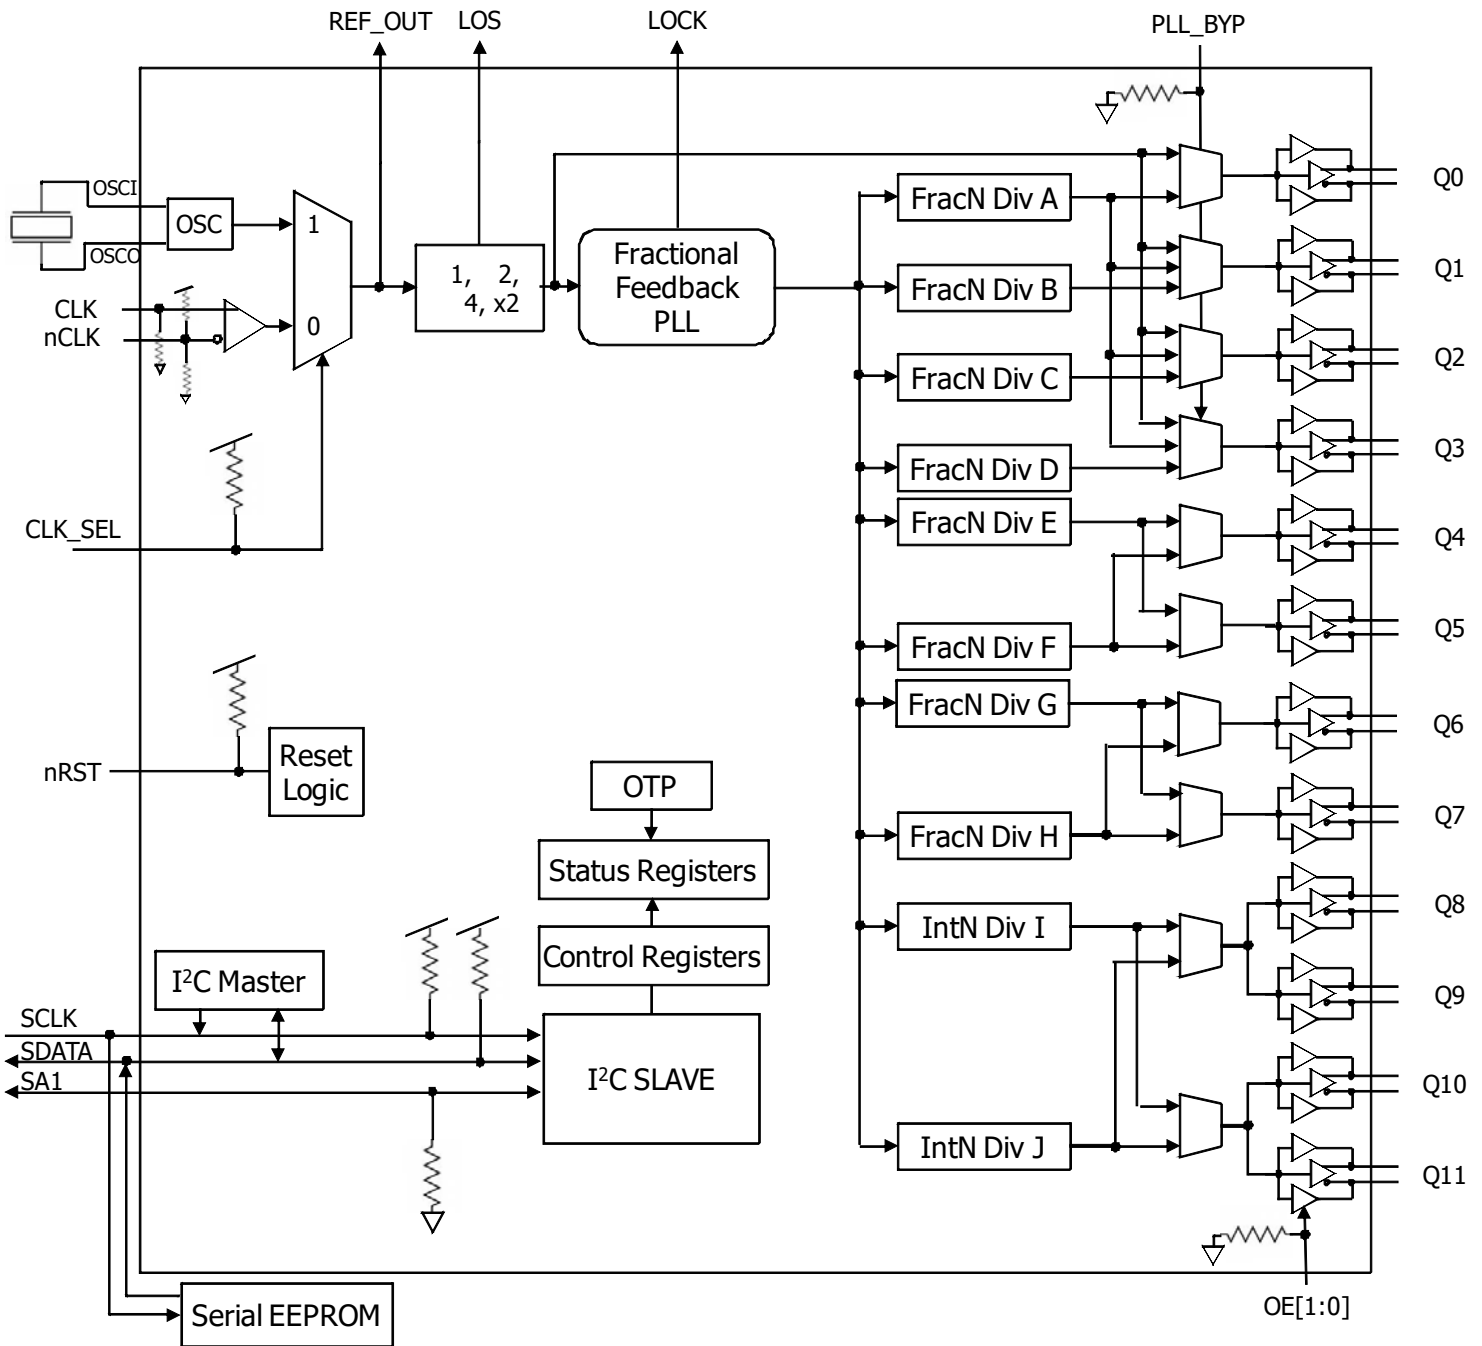 REF_OUT LOS LOCK PLL_BYP
OSCI
OSC
OSCO
1
0
CLK
nCLK
1, 2,
4, x2
Fractional
Feedback
PLL
FracN Div A
FracN Div B
FracN Div C
FracN Div D
FracN Div E
FracN Div F
FracN Div G
FracN Div H
IntN Div I
IntN Div J
Q0
Q1
Q2
Q3
Q4
Q5
Q6
Q7
Q8
Q9
Q10
Q11
CLK_SEL
nRST
Reset
Logic
OTP
Status Registers
Control Registers
I²C Master
SCLK
SDATA
SA1
I²C SLAVE
Serial EEPROM
OE[1:0]